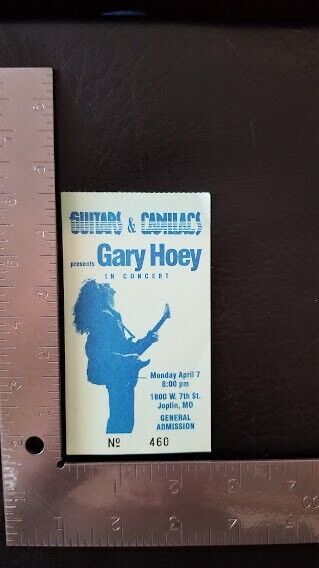 GUITARS & CADILLACS
presents Gary Hoey
IN CONCERT
Monday April 7
8:00 pm
1800 W. 7th St.
Joplin, MO
GENERAL
ADMISSION
No 460